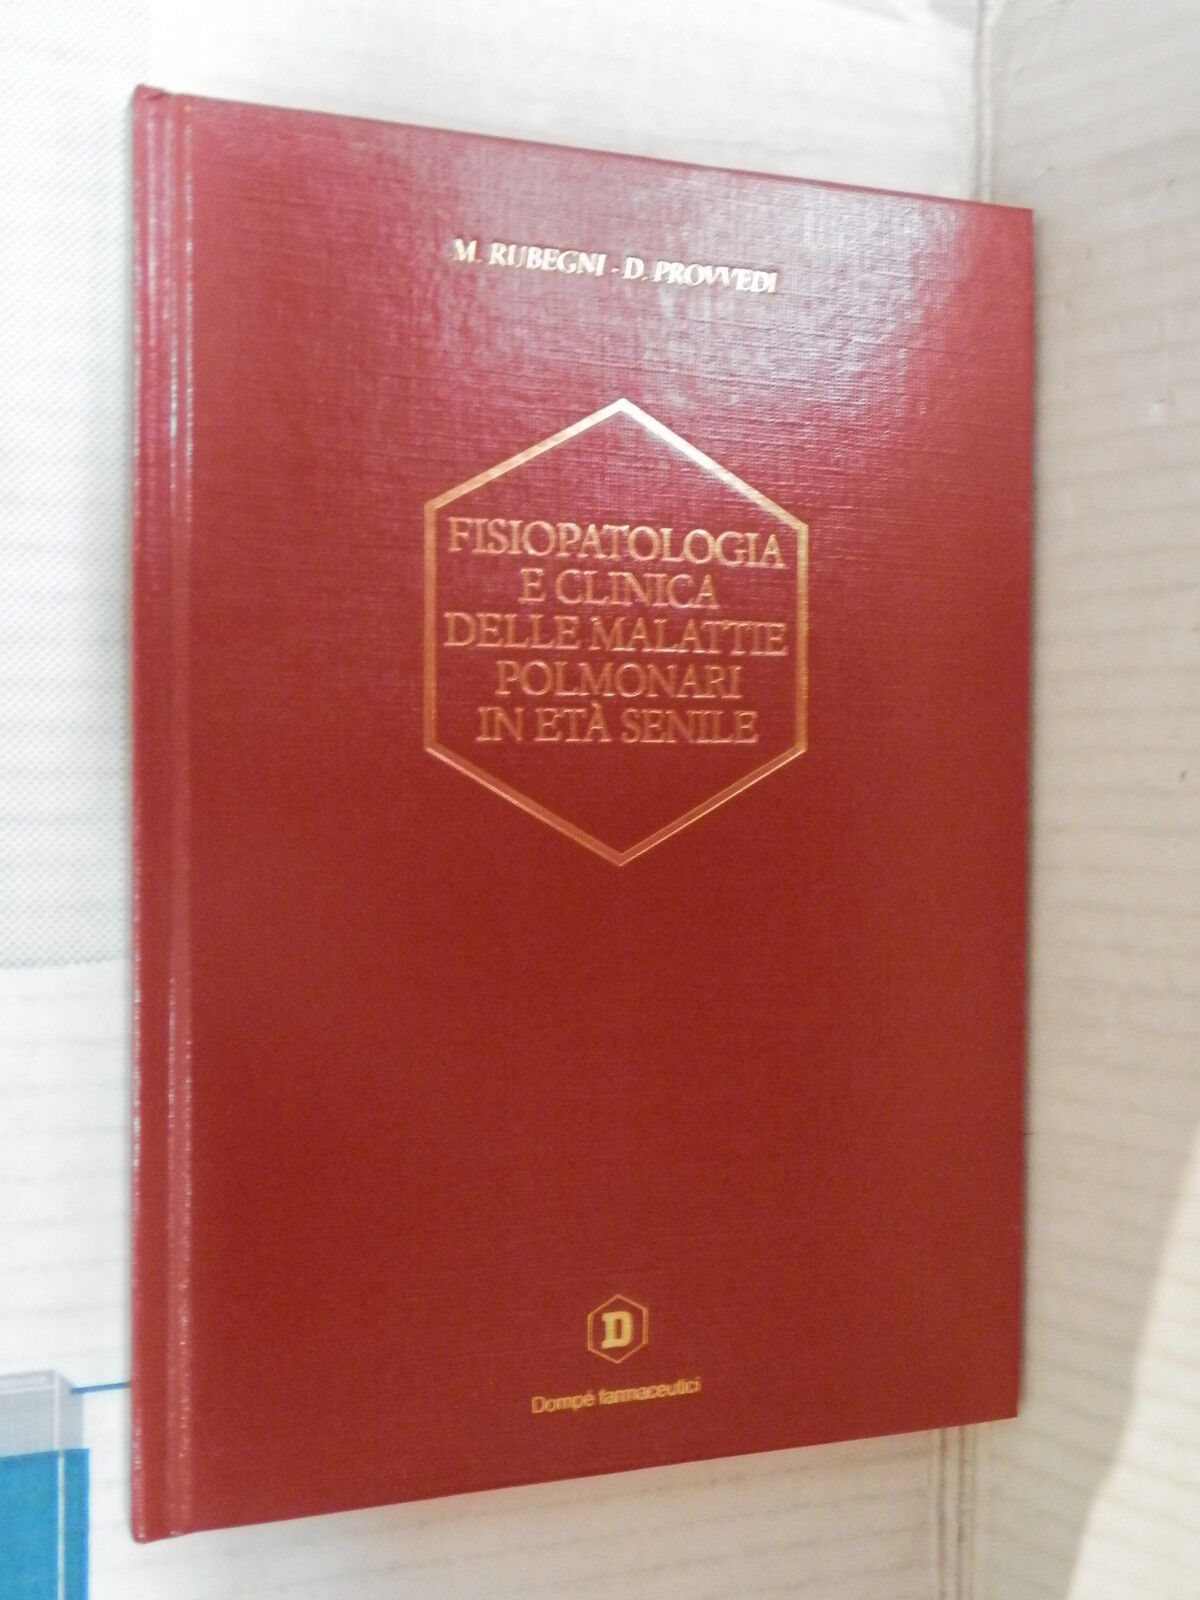 M. RUBEGNI - D. PROVVEDI
FISIOPATOLOGIA
E CLINICA
DELLE MALATTIE
POLMONARI
IN ETÀ SENILE
D
Dompé farmaceutici